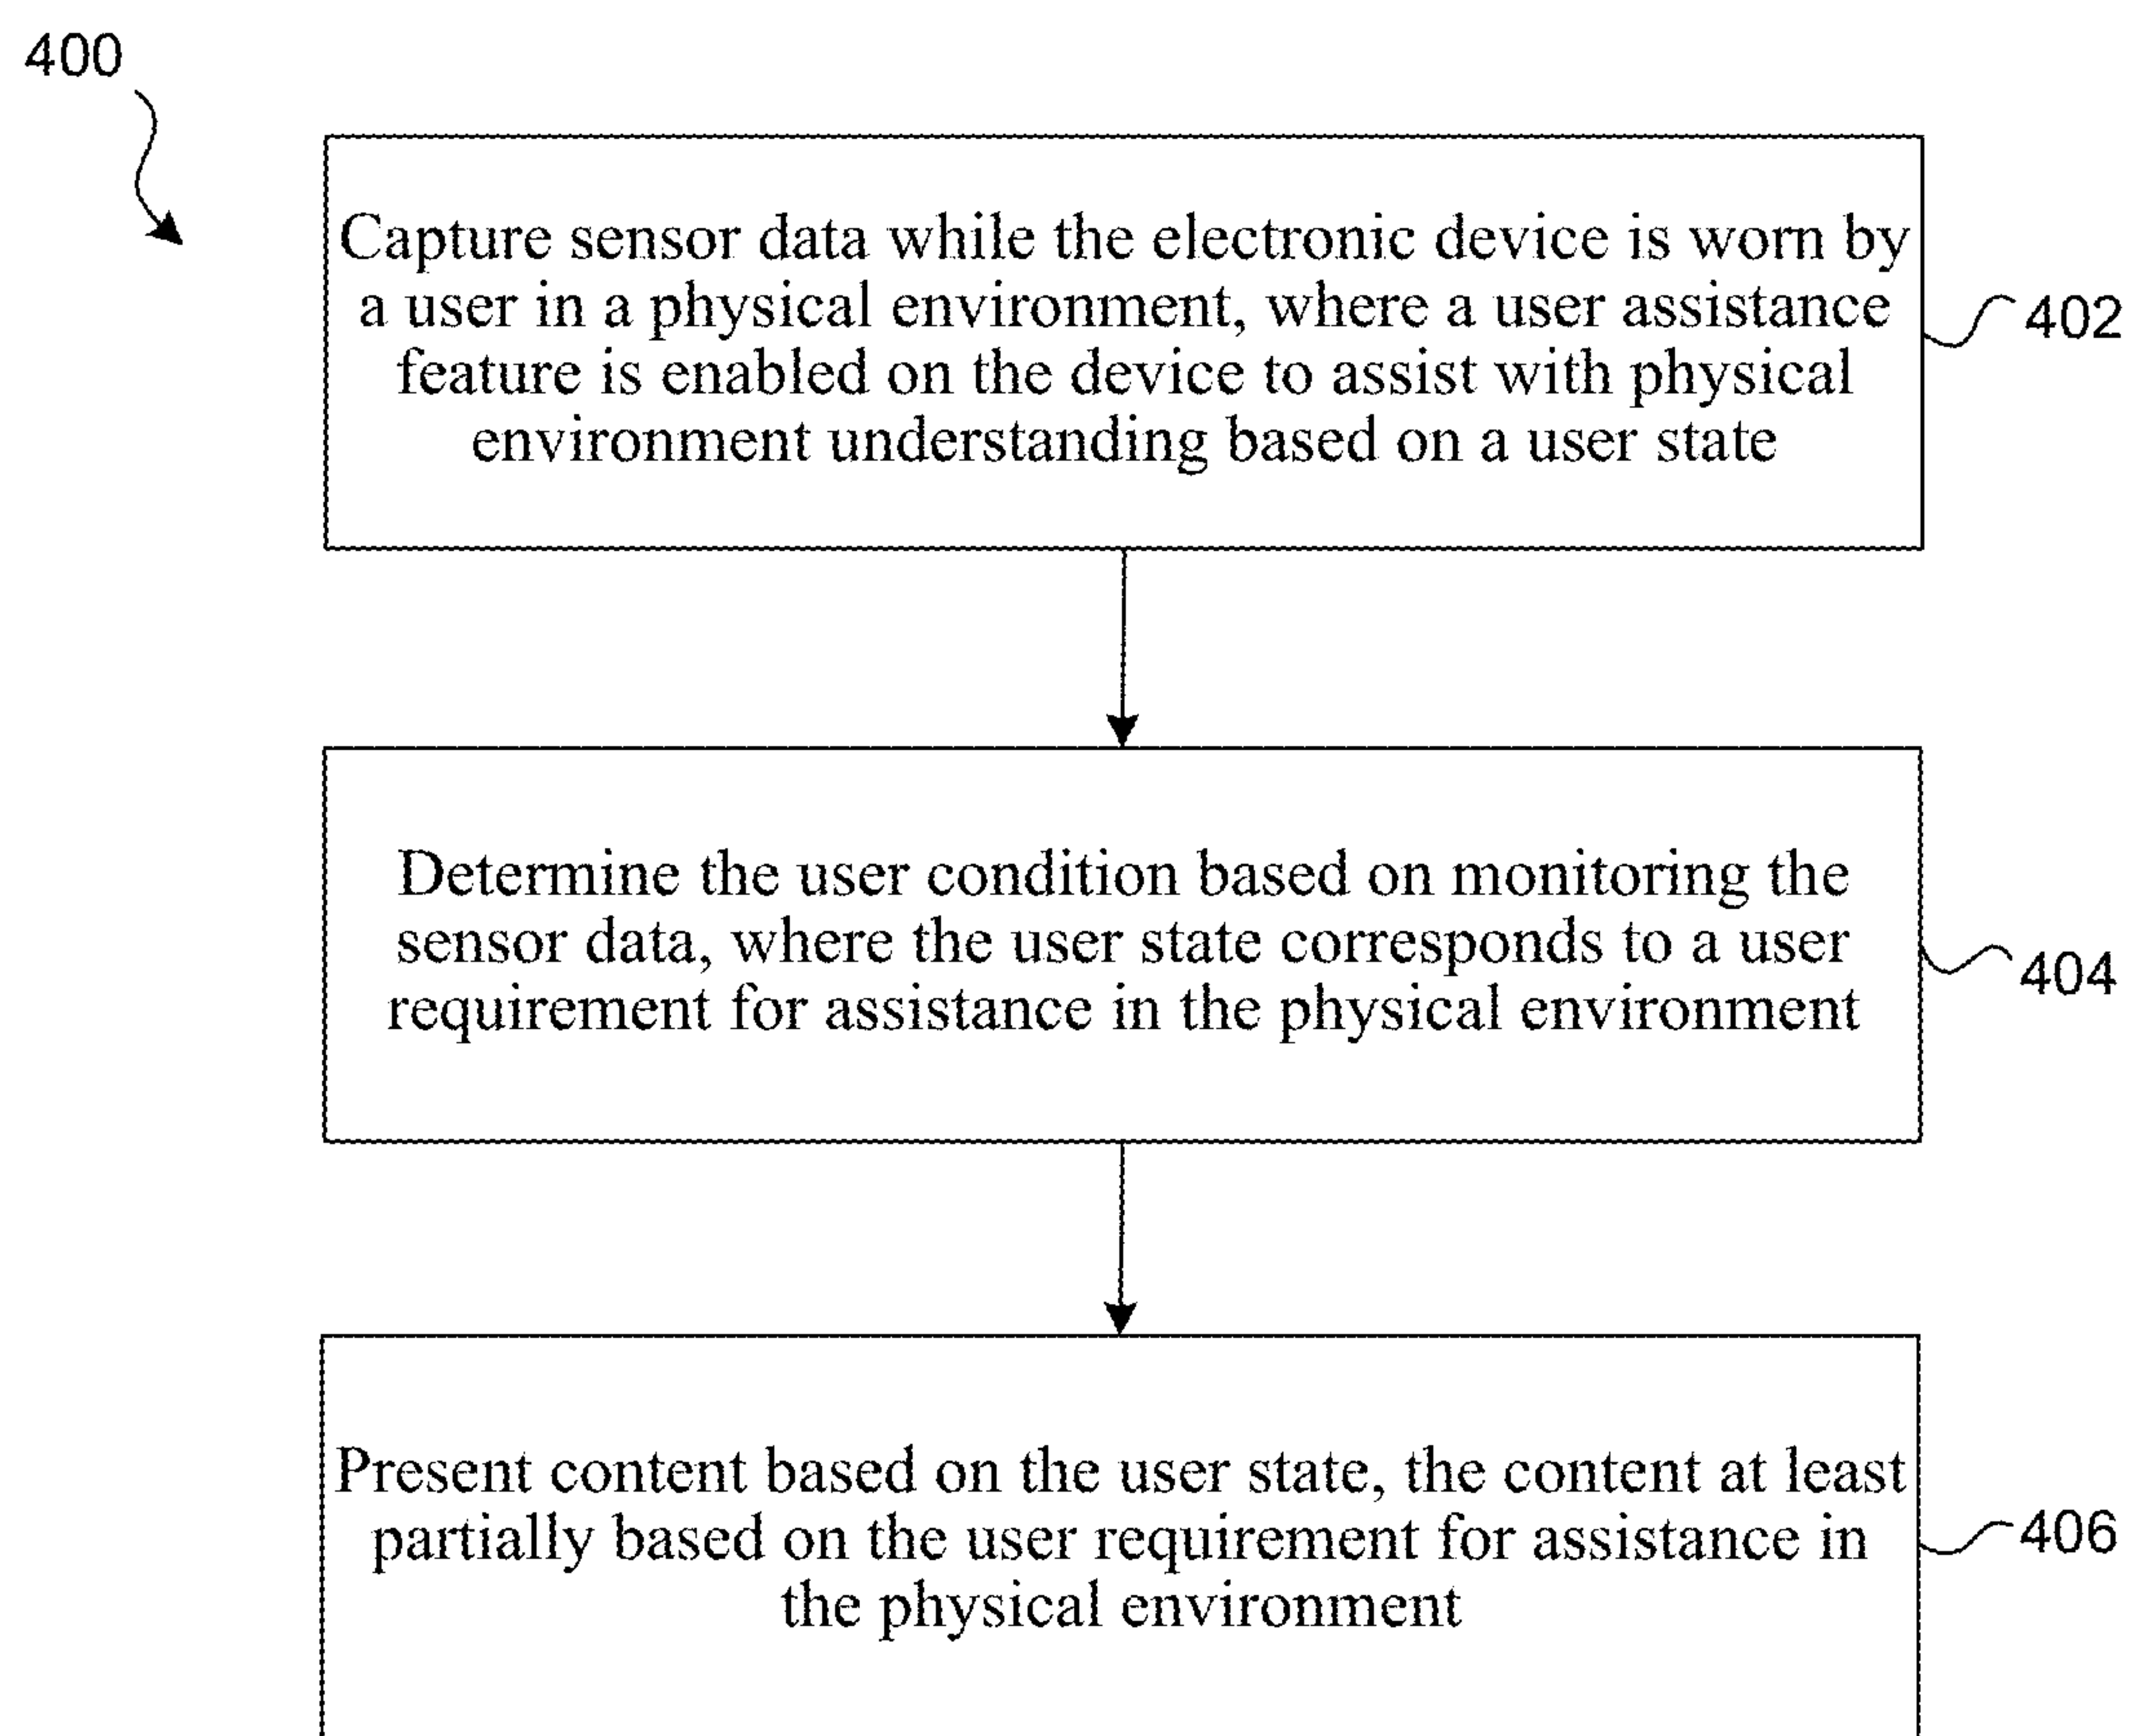 400
Capture sensor data while the electronic device is worn by
a user in a physical environment, where a user assistance
feature is enabled on the device to assist with physical
environment understanding based on a user state
402
Determine the user condition based on monitoring the
sensor data, where the user state corresponds to a user
requirement for assistance in the physical environment
404
Present content based on the user state, the content at least
partially based on the user requirement for assistance in
the physical environment
406